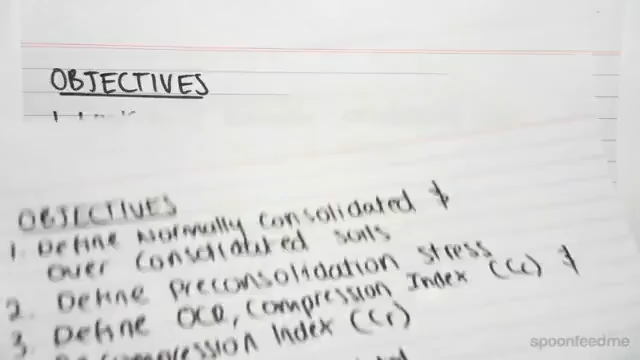 OBJECTIVES
OBJECTIVES
1. Define Normally Consolidated &
Over Consolidated Soils
2. Define Preconsolidation stress
3. Define OCR, Compression Index (Cc) &
Recompression Index (Cr)
spoonfeedme